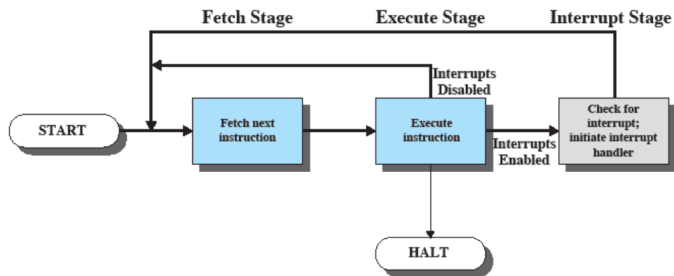 Fetch Stage
Execute Stage
Interrupt Stage
Interrupts
Disabled
START
Fetch next
instruction
Execute
instruction
Interrupts
Enabled
Check for
interrupt;
initiate interrupt
handler
HALT